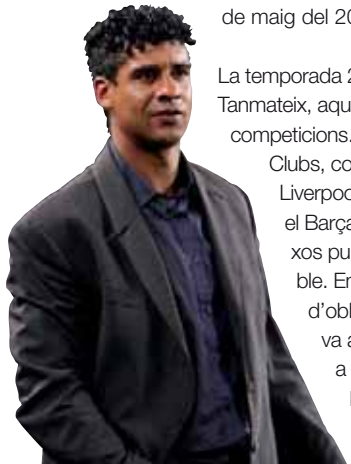 de maig del 20
La temporada 2
Tanmateix, aqu
competicions.
Clubs, co
Liverpoo
el Barça
xos pu
ble. En
d'obl
va a
a